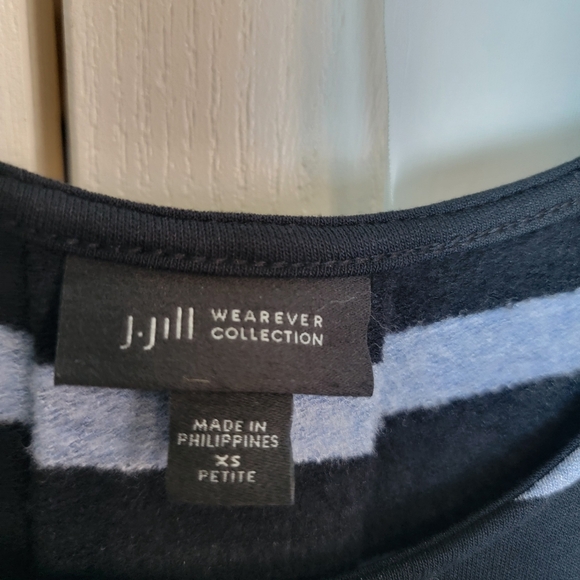 J.Jill WEAREVER
COLLECTION
MADE IN
PHILIPPINES
XS
PETITE